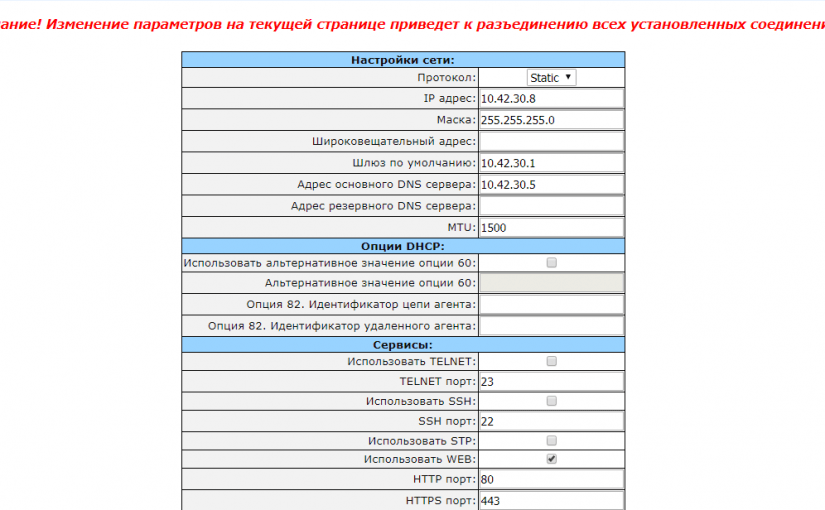 ание! Изменение параметров на текущей странице приведет к разъединению всех установленных соединени
Настройки сети:
Протокол: Static
IP адрес: 10.42.30.8
Маска: 255.255.255.0
Широковещательный адрес:
Шлюз по умолчанию: 10.42.30.1
Адрес основного DNS сервера: 10.42.30.5
Адрес резервного DNS сервера:
MTU: 1500
Опции DHCP:
Использовать альтернативное значение опции 60:
Альтернативное значение опции 60:
Опция 82. Идентификатор цепи агента:
Опция 82. Идентификатор удаленного агента:
Сервисы:
Использовать TELNET:
TELNET порт: 23
Использовать SSH:
SSH порт: 22
Использовать STP:
Использовать WEB:
HTTP порт: 80
HTTPS порт: 443